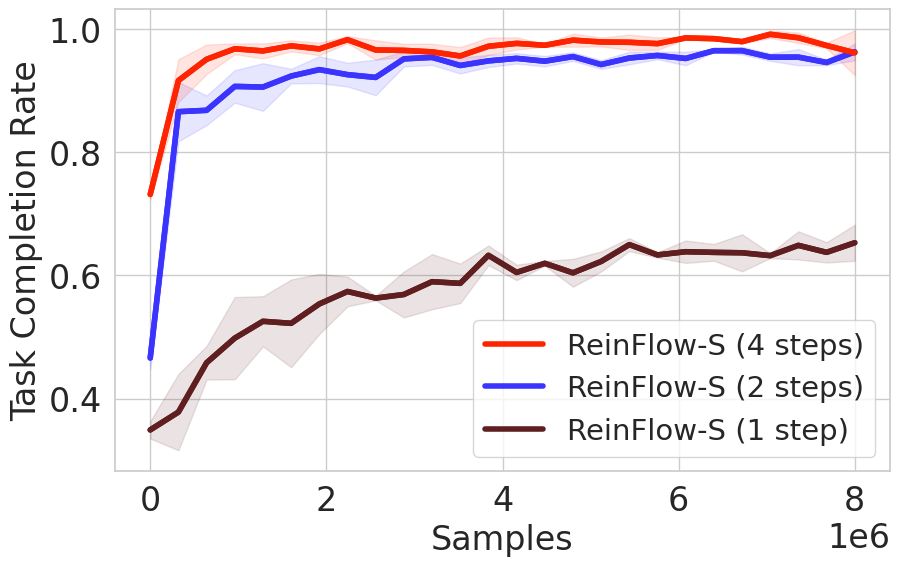 Task Completion Rate
1.0
0.8
0.6
0.4
ReinFlow-S (4 steps)
ReinFlow-S (2 steps)
ReinFlow-S (1 step)
0 2 4 6 8
Samples
1e6